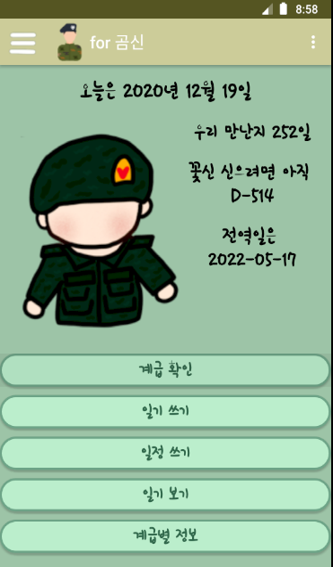 8:58
for 곰신
오늘은 2020년 12월 19일
우리 만난지 252일
꽃신 신으려면 아직
D-514
전역일은
2022-05-17
계급 확인
일기 쓰기
일정 쓰기
일기 보기
계급별 정보